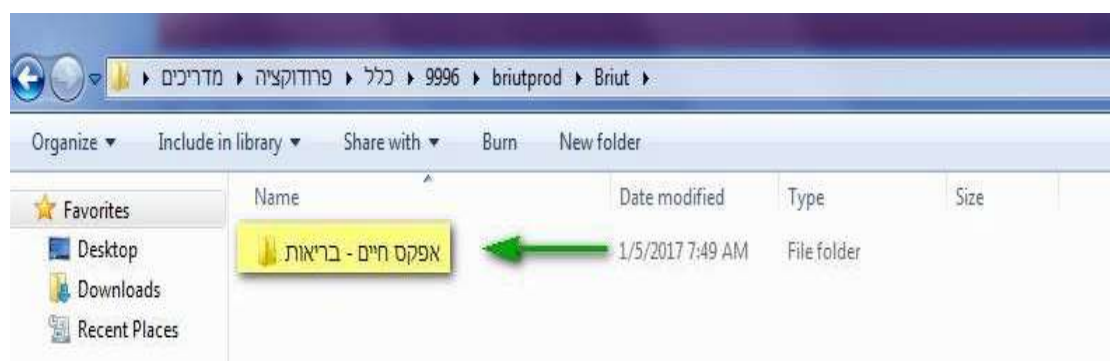 מדריכים ▸ פרודוקציה ▸ כלל ▸ 9996 ▸ briutprod ▸ Briut ▸
Organize ▾ Include in library ▾ Share with ▾ Burn New folder
Name Date modified Type Size
Favorites
Desktop
אפקס חיים - בריאות 1/5/2017 7:49 AM File folder
Downloads
Recent Places